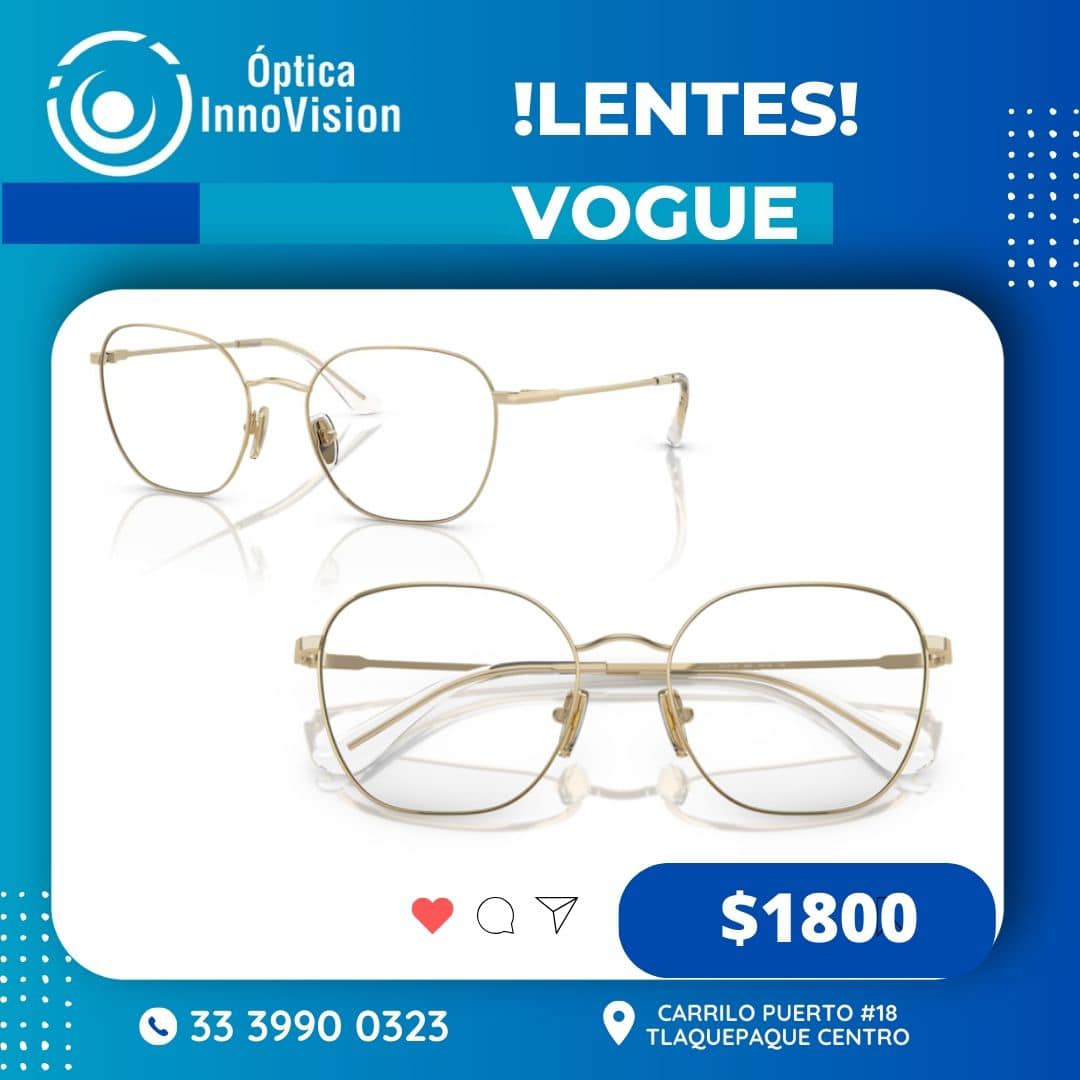 Óptica
InnoVision
!LENTES!
VOGUE
$1800
33 3990 0323
CARRILO PUERTO #18
TLAQUEPAQUE CENTRO